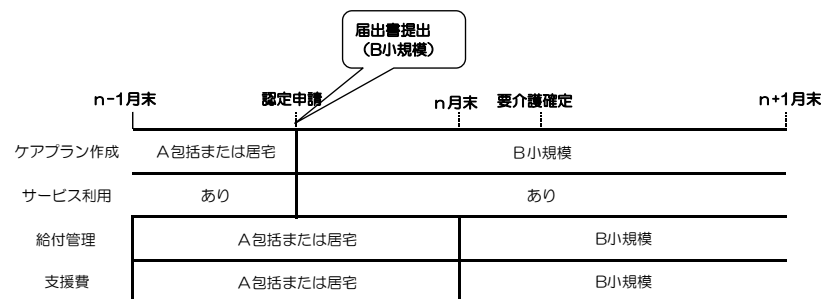 届出書提出
（B小規模）
n-1月末 認定申請 n月末 要介護確定 n+1月末
ケアプラン作成 A包括または居宅 B小規模
サービス利用 あり あり
給付管理 A包括または居宅 B小規模
支援費 A包括または居宅 B小規模